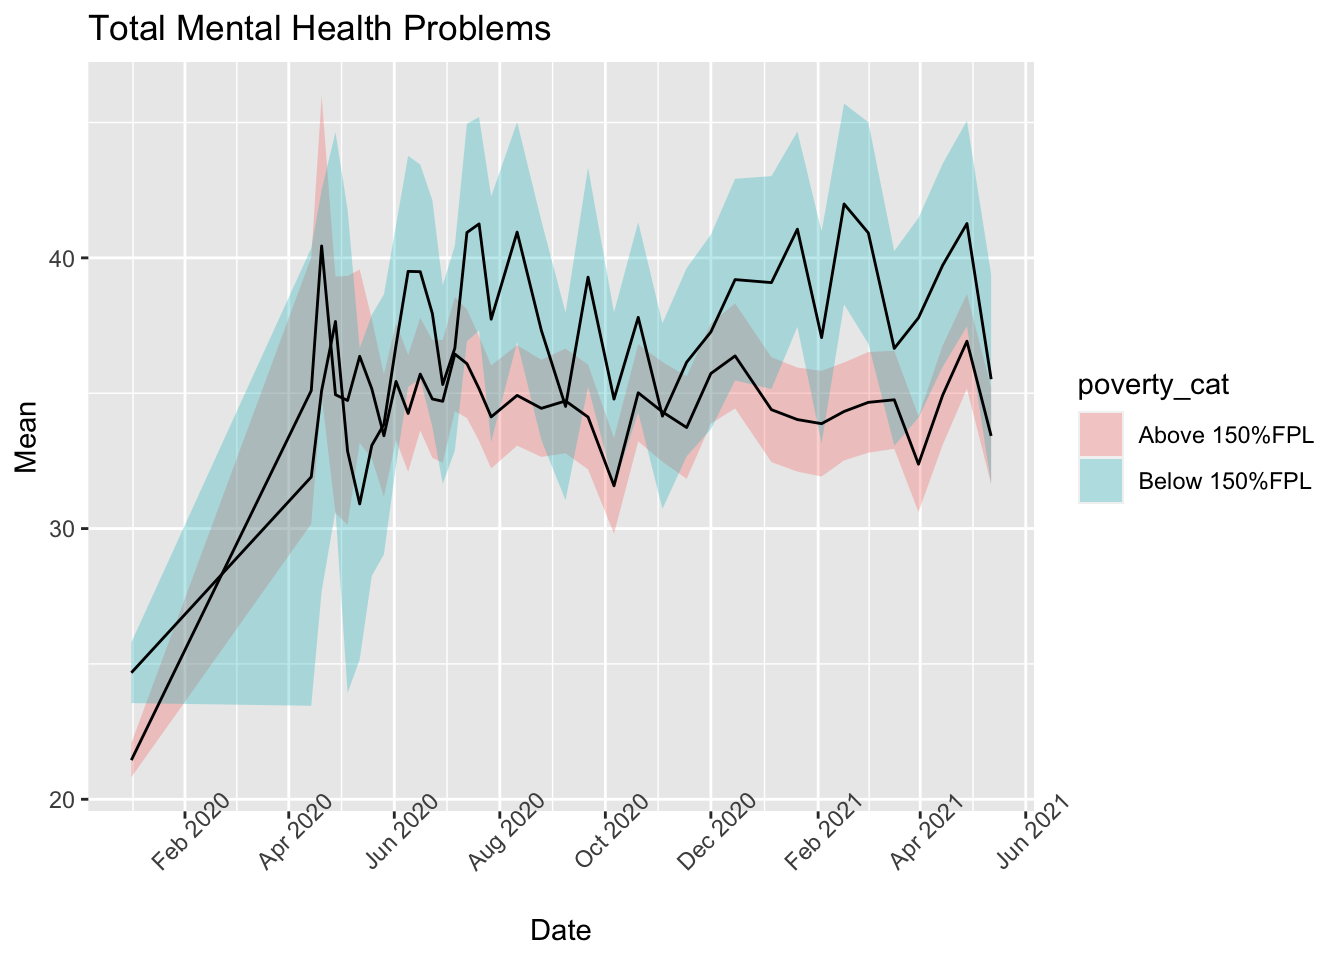 Total Mental Health Problems
Mean
40
30
20
Feb 2020
Apr 2020
Jun 2020
Aug 2020
Oct 2020
Dec 2020
Feb 2021
Apr 2021
Jun 2021
Date
poverty_cat
Above 150%FPL
Below 150%FPL